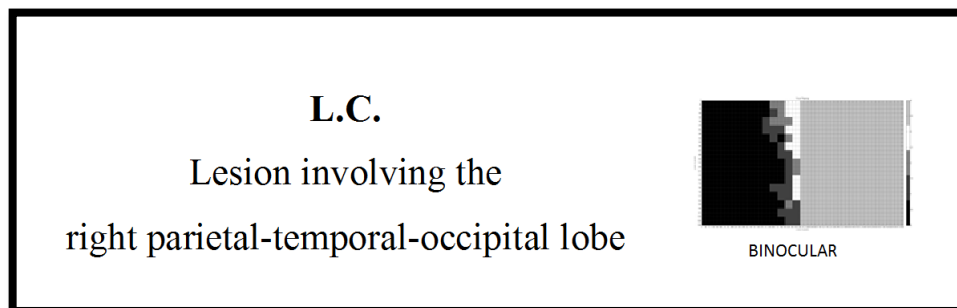 L.C.
Lesion involving the
right parietal-temporal-occipital lobe
BINOCULAR